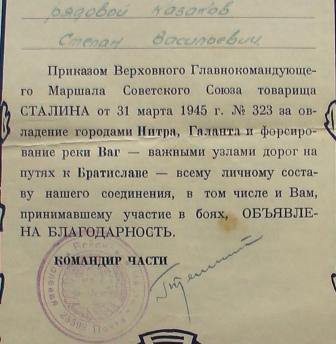 рядовой Казаков
Степан Васильевич
Приказом Верховного Главнокомандующе-
го Маршала Советского Союза товарища
СТАЛИНА от 31 марта 1945 г. № 323 за ов-
ладение городами Нитра, Галанта и форсиро-
вание реки Ваг — важными узлами дорог на
путях к Братиславе — всему личному соста-
ву нашего соединения, в том числе и Вам,
принимавшему участие в боях, ОБЪЯВЛЕ-
НА БЛАГОДАРНОСТЬ.
КОМАНДИР ЧАСТИ